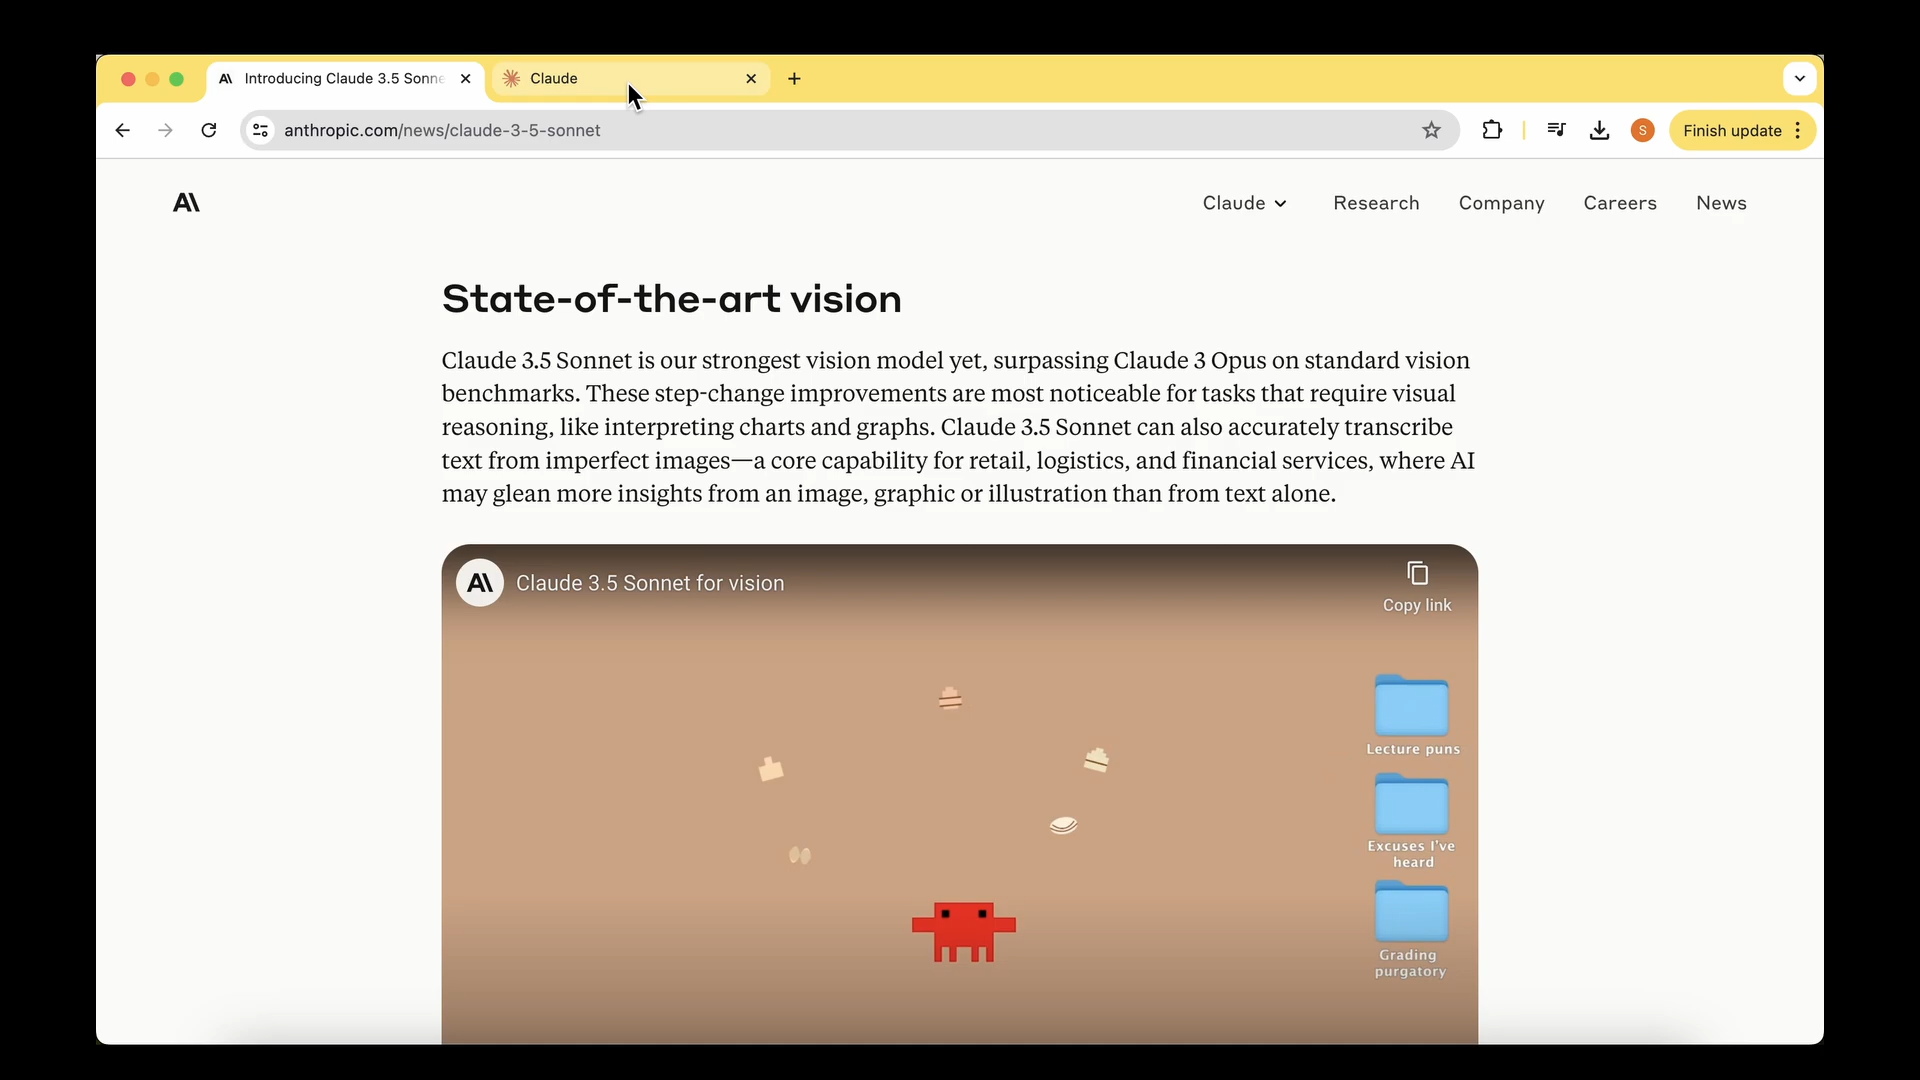 Introducing Claude 3.5 Sonne
Claude
anthropic.com/news/claude-3-5-sonnet
S
Finish update
Claude
Research
Company
Careers
News
State-of-the-art vision
Claude 3.5 Sonnet is our strongest vision model yet, surpassing Claude 3 Opus on standard vision
benchmarks. These step-change improvements are most noticeable for tasks that require visual
reasoning, like interpreting charts and graphs. Claude 3.5 Sonnet can also accurately transcribe
text from imperfect images—a core capability for retail, logistics, and financial services, where AI
may glean more insights from an image, graphic or illustration than from text alone.
Claude 3.5 Sonnet for vision
Copy link
Lecture puns
Excuses I've
heard
Grading
purgatory